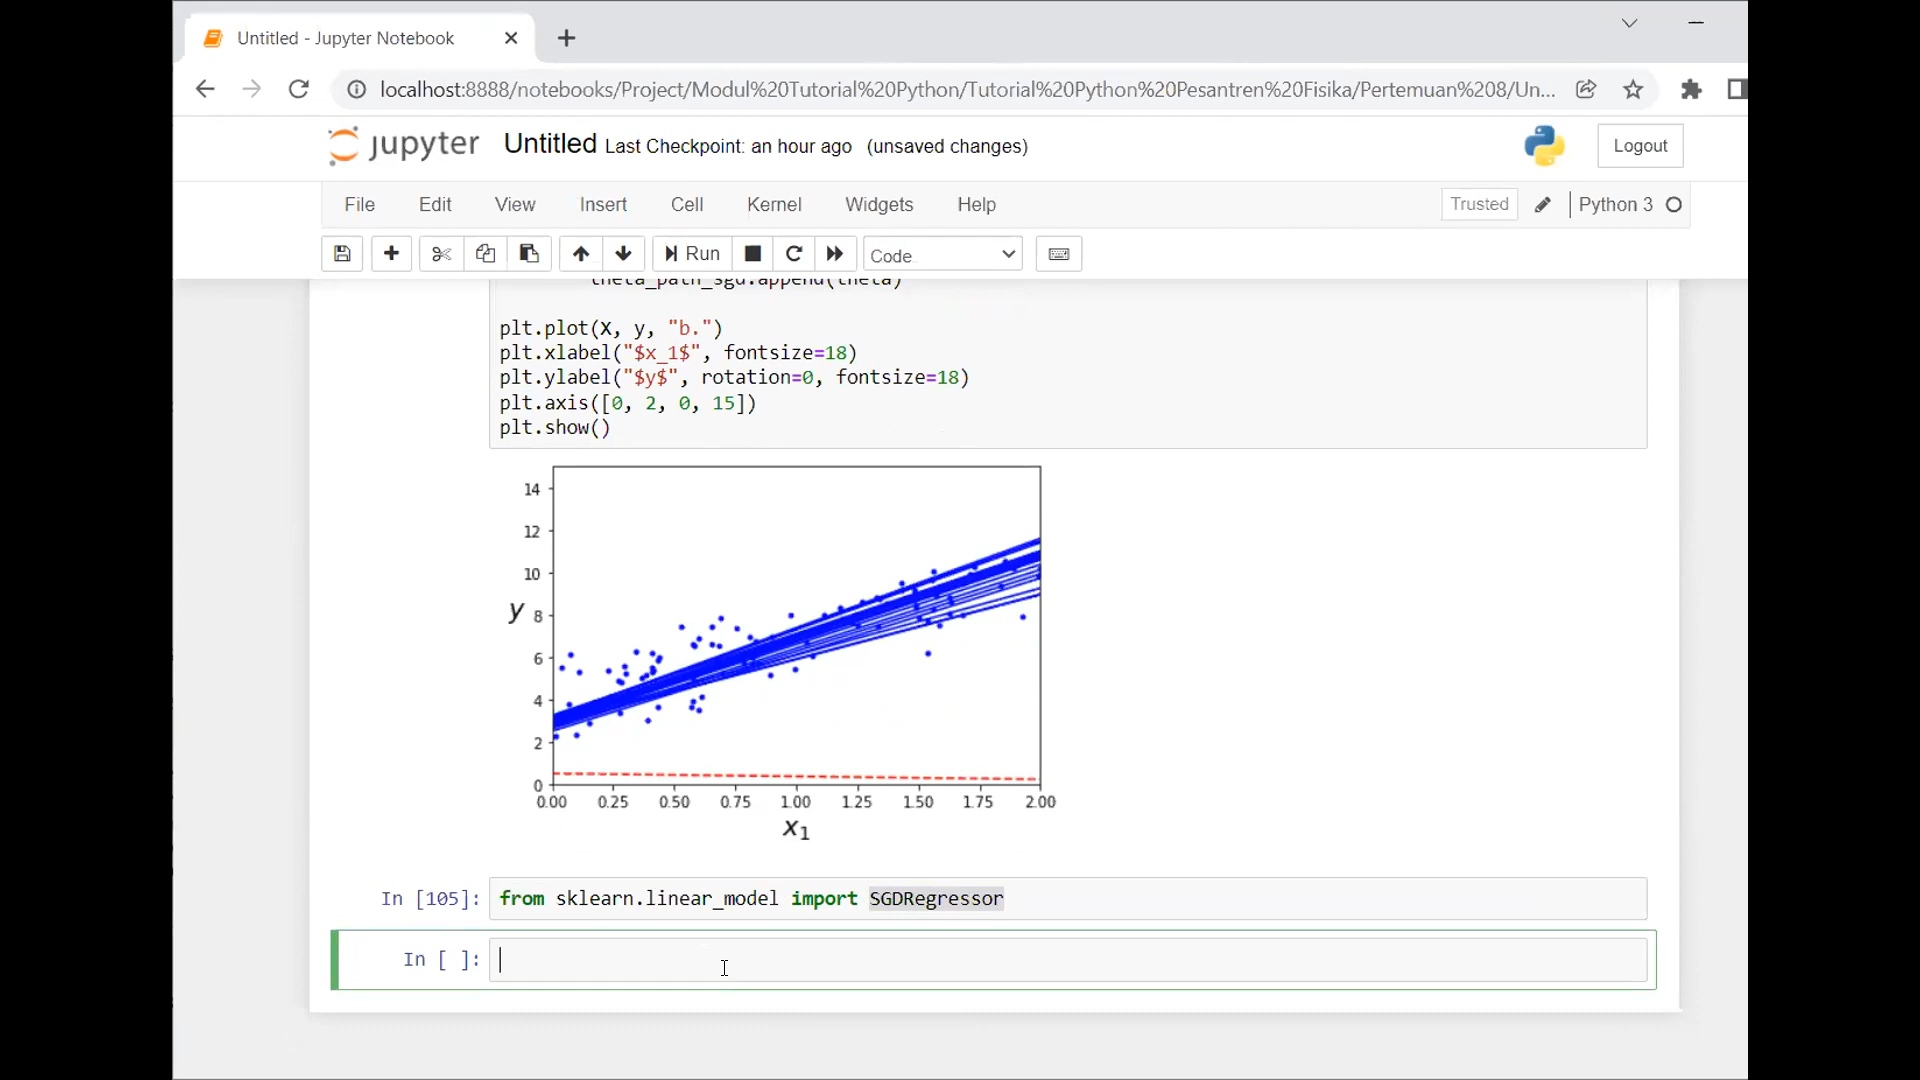 Untitled - Jupyter Notebook
localhost:8888/notebooks/Project/Modul%20Tutorial%20Python/Tutorial%20Python%20Pesantren%20Fisika/Pertemuan%208/Un...
jupyter Untitled Last Checkpoint: an hour ago (unsaved changes) Logout
File Edit View Insert Cell Kernel Widgets Help Trusted Python 3
Run Code
theta_path_sgd.append(theta)
plt.plot(X, y, "b.")
plt.xlabel("$x_1$", fontsize=18)
plt.ylabel("$y$", rotation=0, fontsize=18)
plt.axis([0, 2, 0, 15])
plt.show()
14
12
10
y 8
6
4
2
0
0.00 0.25 0.50 0.75 1.00 1.25 1.50 1.75 2.00
x1
In [105]: from sklearn.linear_model import SGDRegressor
In [ ]: